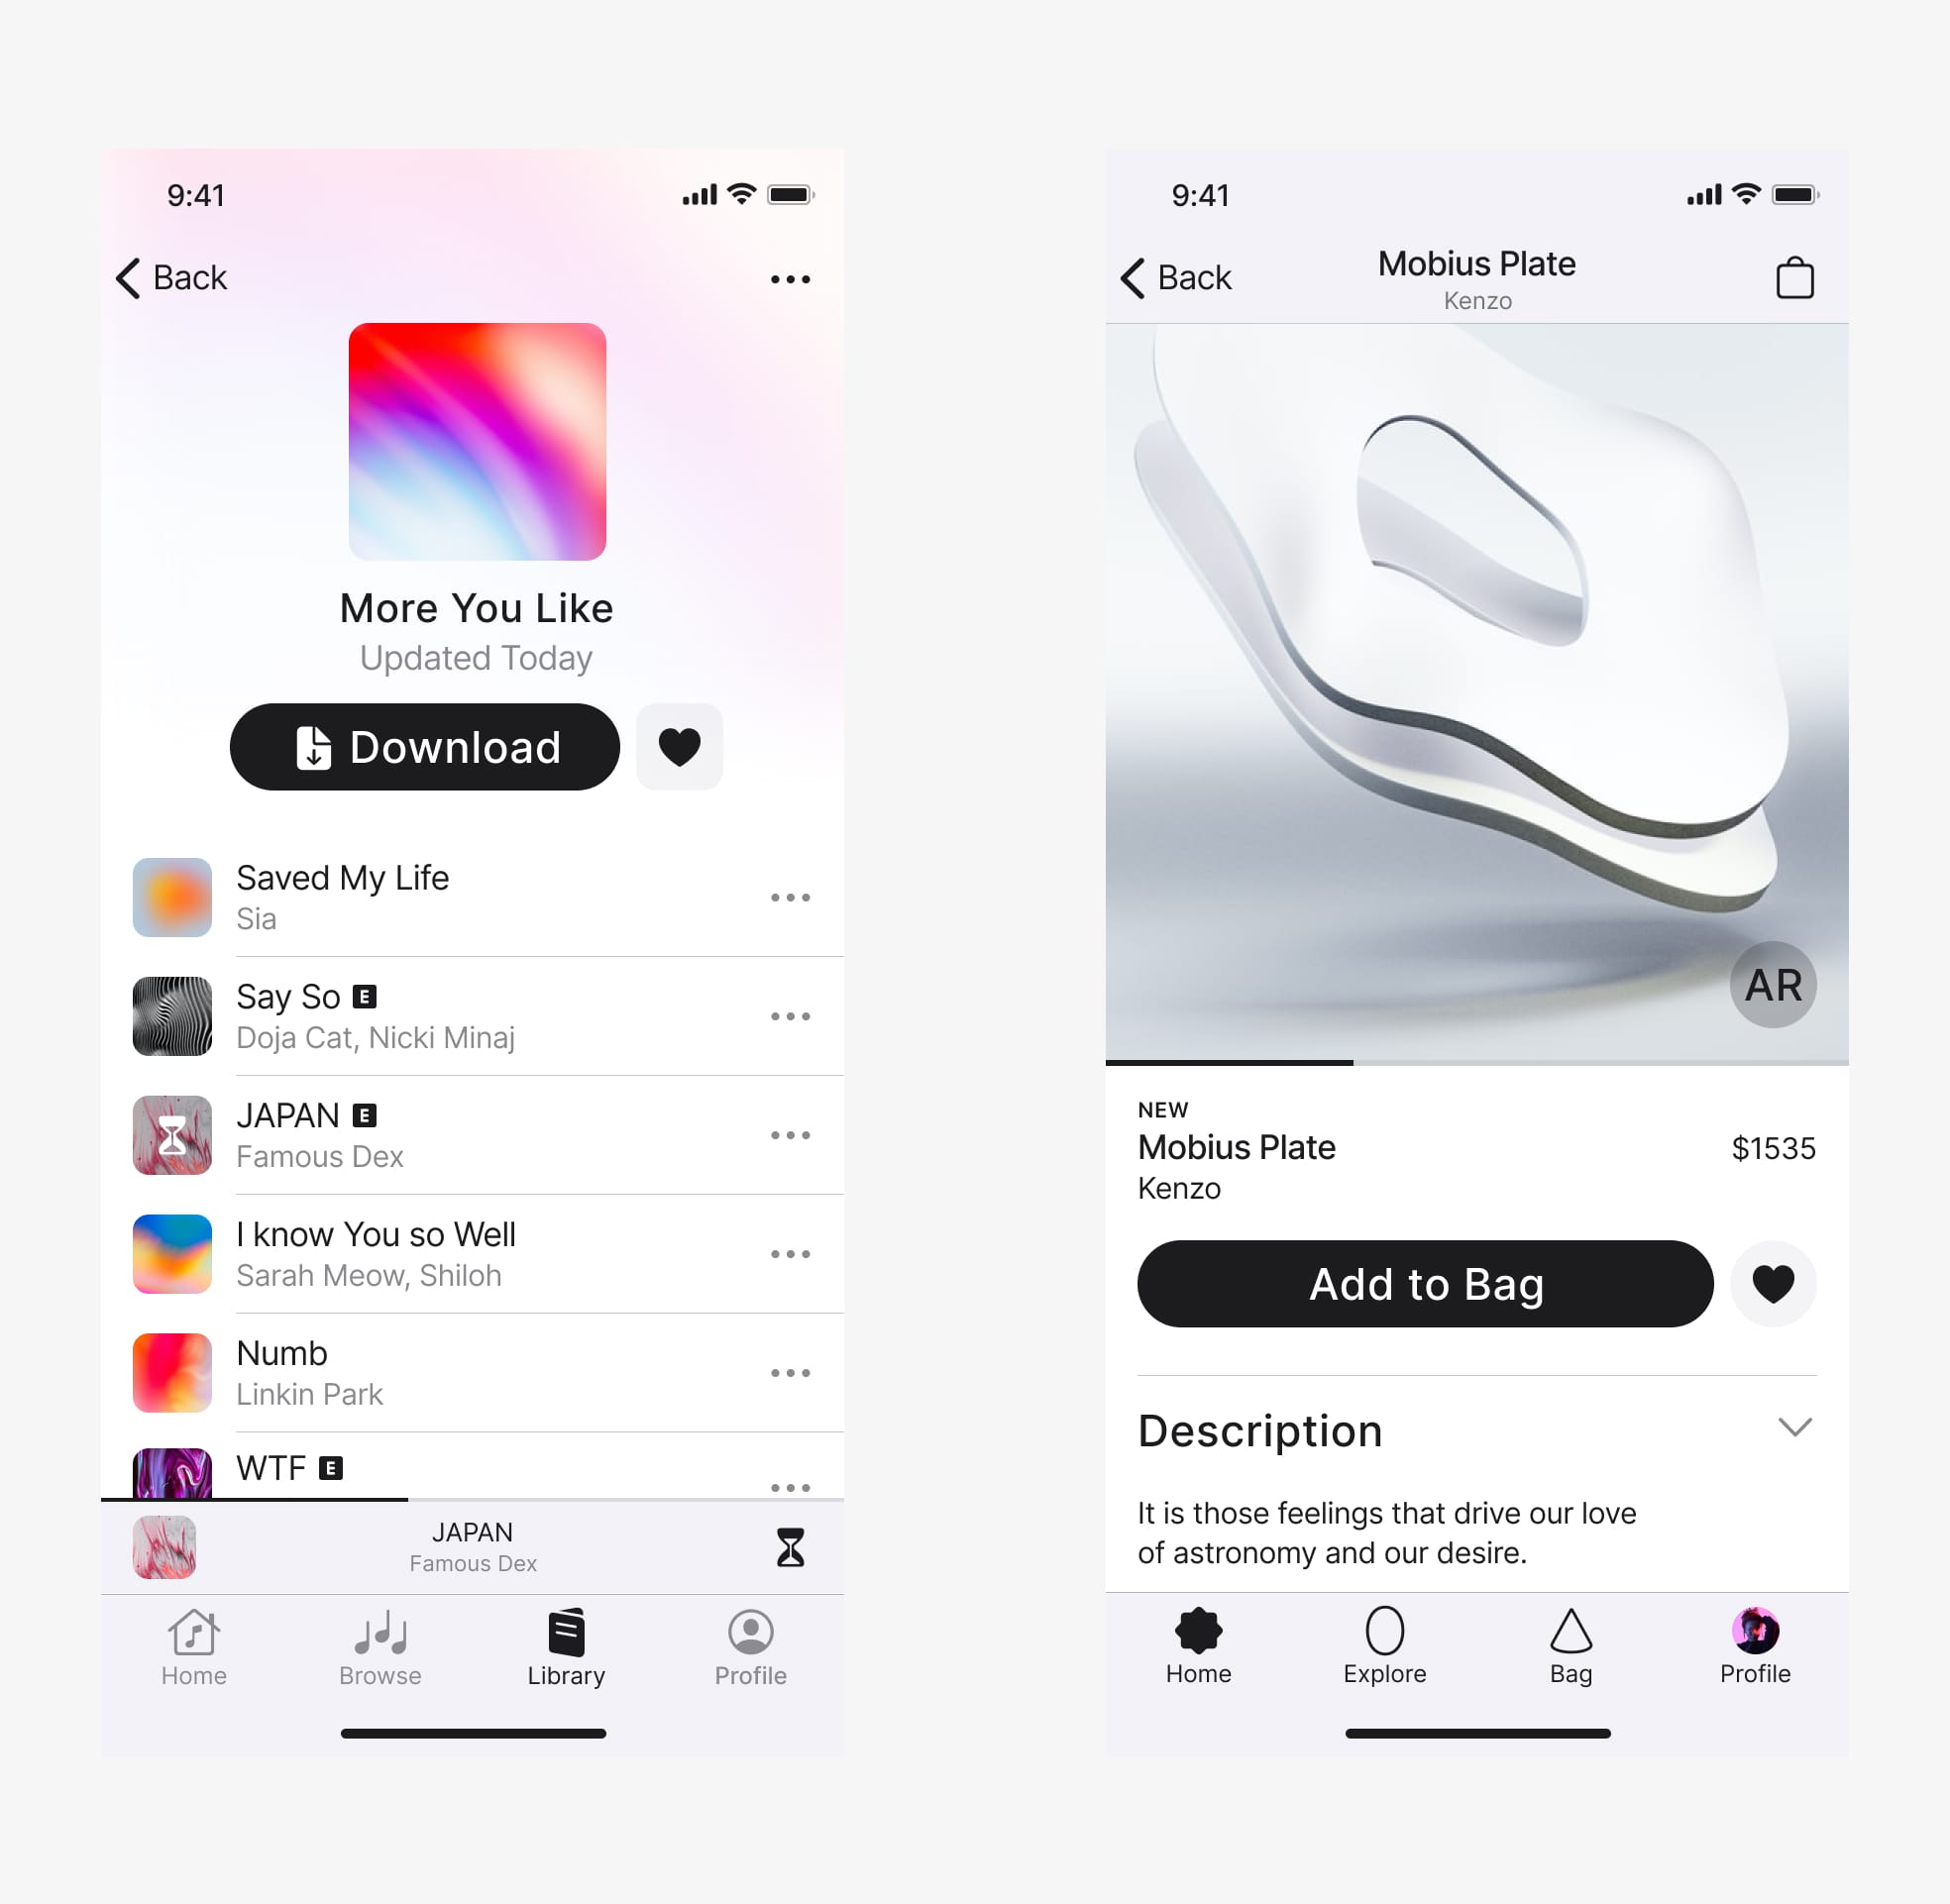 9:41
Back
More You Like
Updated Today
Download
Saved My Life
Sia
Say So E
Doja Cat, Nicki Minaj
JAPAN E
Famous Dex
I know You so Well
Sarah Meow, Shiloh
Numb
Linkin Park
WTF E
JAPAN
Famous Dex
Home Browse Library Profile
9:41
Back
Mobius Plate
Kenzo
AR
NEW
Mobius Plate
$1535
Kenzo
Add to Bag
Description
It is those feelings that drive our love
of astronomy and our desire.
Home Explore Bag Profile